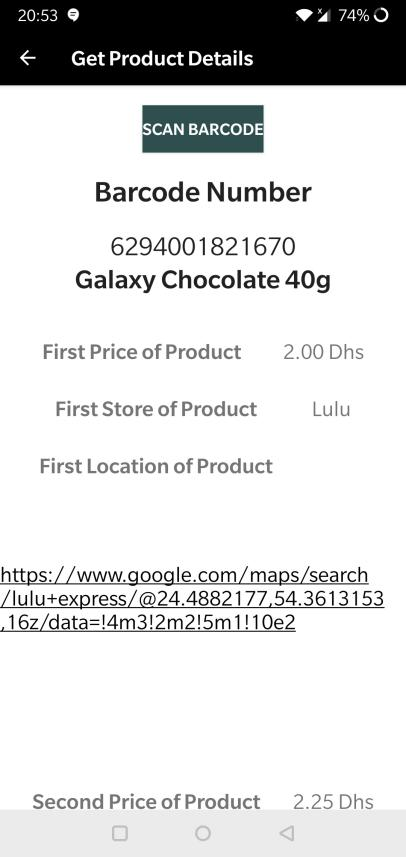 20:53 74%
Get Product Details
SCAN BARCODE
Barcode Number
6294001821670
Galaxy Chocolate 40g
First Price of Product 2.00 Dhs
First Store of Product Lulu
First Location of Product
https://www.google.com/maps/search
/lulu+express/@24.4882177,54.3613153
,16z/data=!4m3!2m2!5m1!10e2
Second Price of Product 2.25 Dhs